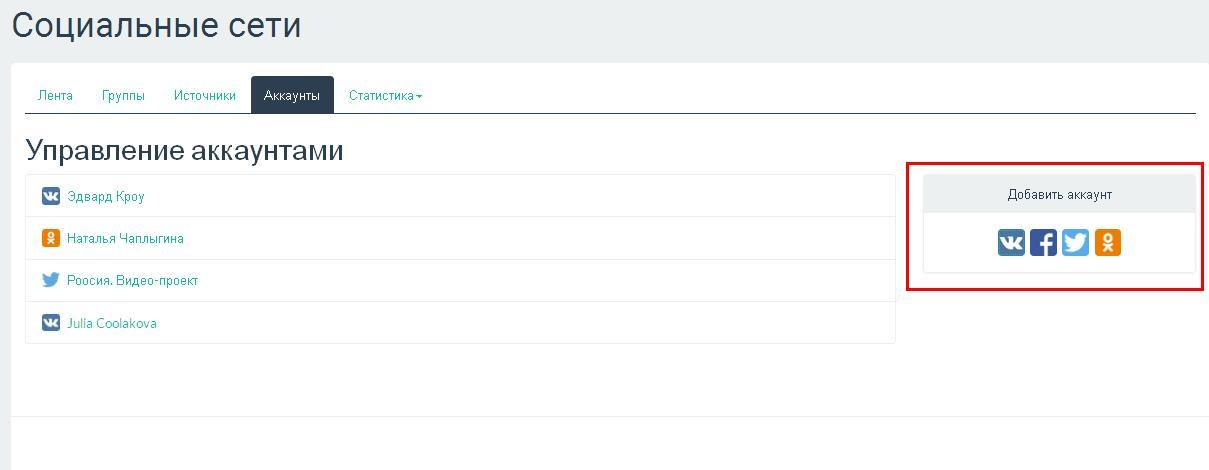 Социальные сети
Лента Группы Источники Аккаунты Статистика
Управление аккаунтами
Эдвард Кроу
Наталья Чаплыгина
Роосия. Видео-проект
Julia Coolakova
Добавить аккаунт